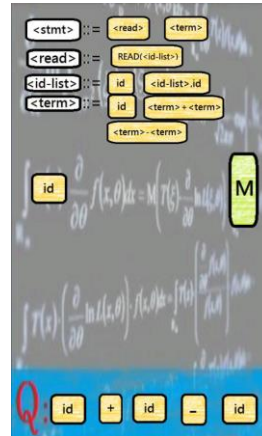 <stmt> ::= <read> <term>
<read> ::= READ(<id-list>)
<id-list> ::= id <id-list>,id
<term> ::= id <term>+<term>
<term>-<term>
id
M
Q: id + id - id